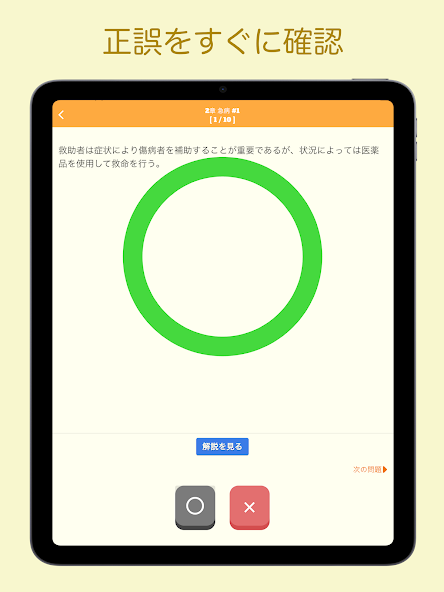 正誤をすぐに確認
2章 急病 #1
[ 1 / 10 ]
救助者は症状により傷病者を補助することが重要であるが、状況によっては医薬
品を使用して救命を行う。
解説を見る
次の問題